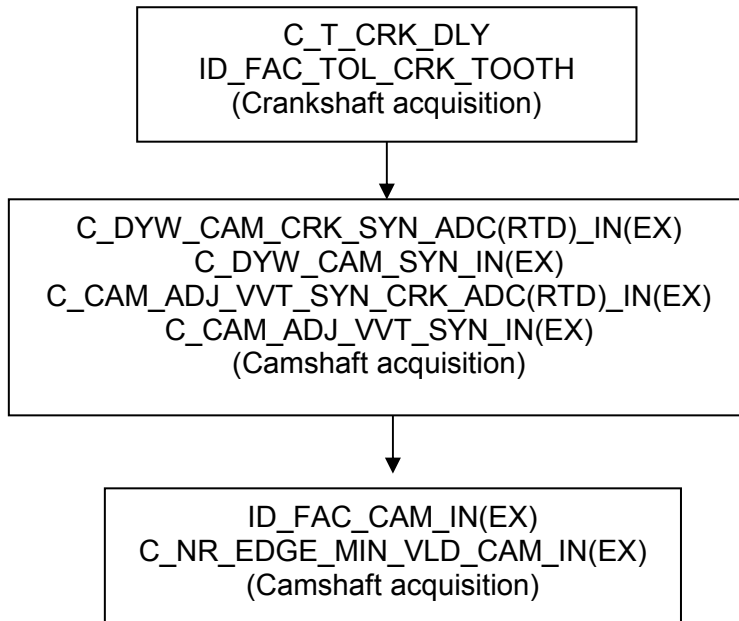 C_T_CRK_DLY
ID_FAC_TOL_CRK_TOOTH
(Crankshaft acquisition)
C_DYW_CAM_CRK_SYN_ADC(RTD)_IN(EX)
C_DYW_CAM_SYN_IN(EX)
C_CAM_ADJ_VVT_SYN_CRK_ADC(RTD)_IN(EX)
C_CAM_ADJ_VVT_SYN_IN(EX)
(Camshaft acquisition)
ID_FAC_CAM_IN(EX)
C_NR_EDGE_MIN_VLD_CAM_IN(EX)
(Camshaft acquisition)